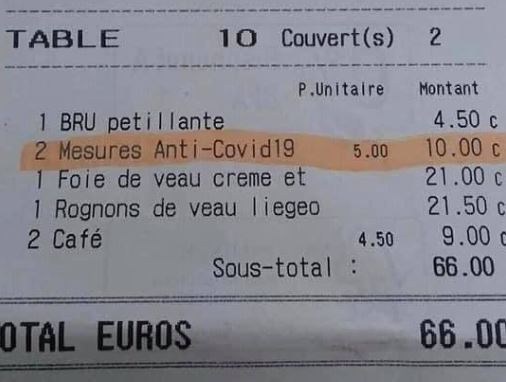 TABLE 10 Couvert(s) 2
P.Unitaire Montant
1 BRU petillante 4.50 c
2 Mesures Anti-Covid19 5.00 10.00 c
1 Foie de veau creme et 21.00 c
1 Rognons de veau liegeo 21.50 c
2 Café 4.50 9.00 c
Sous-total : 66.00
OTAL EUROS 66.00